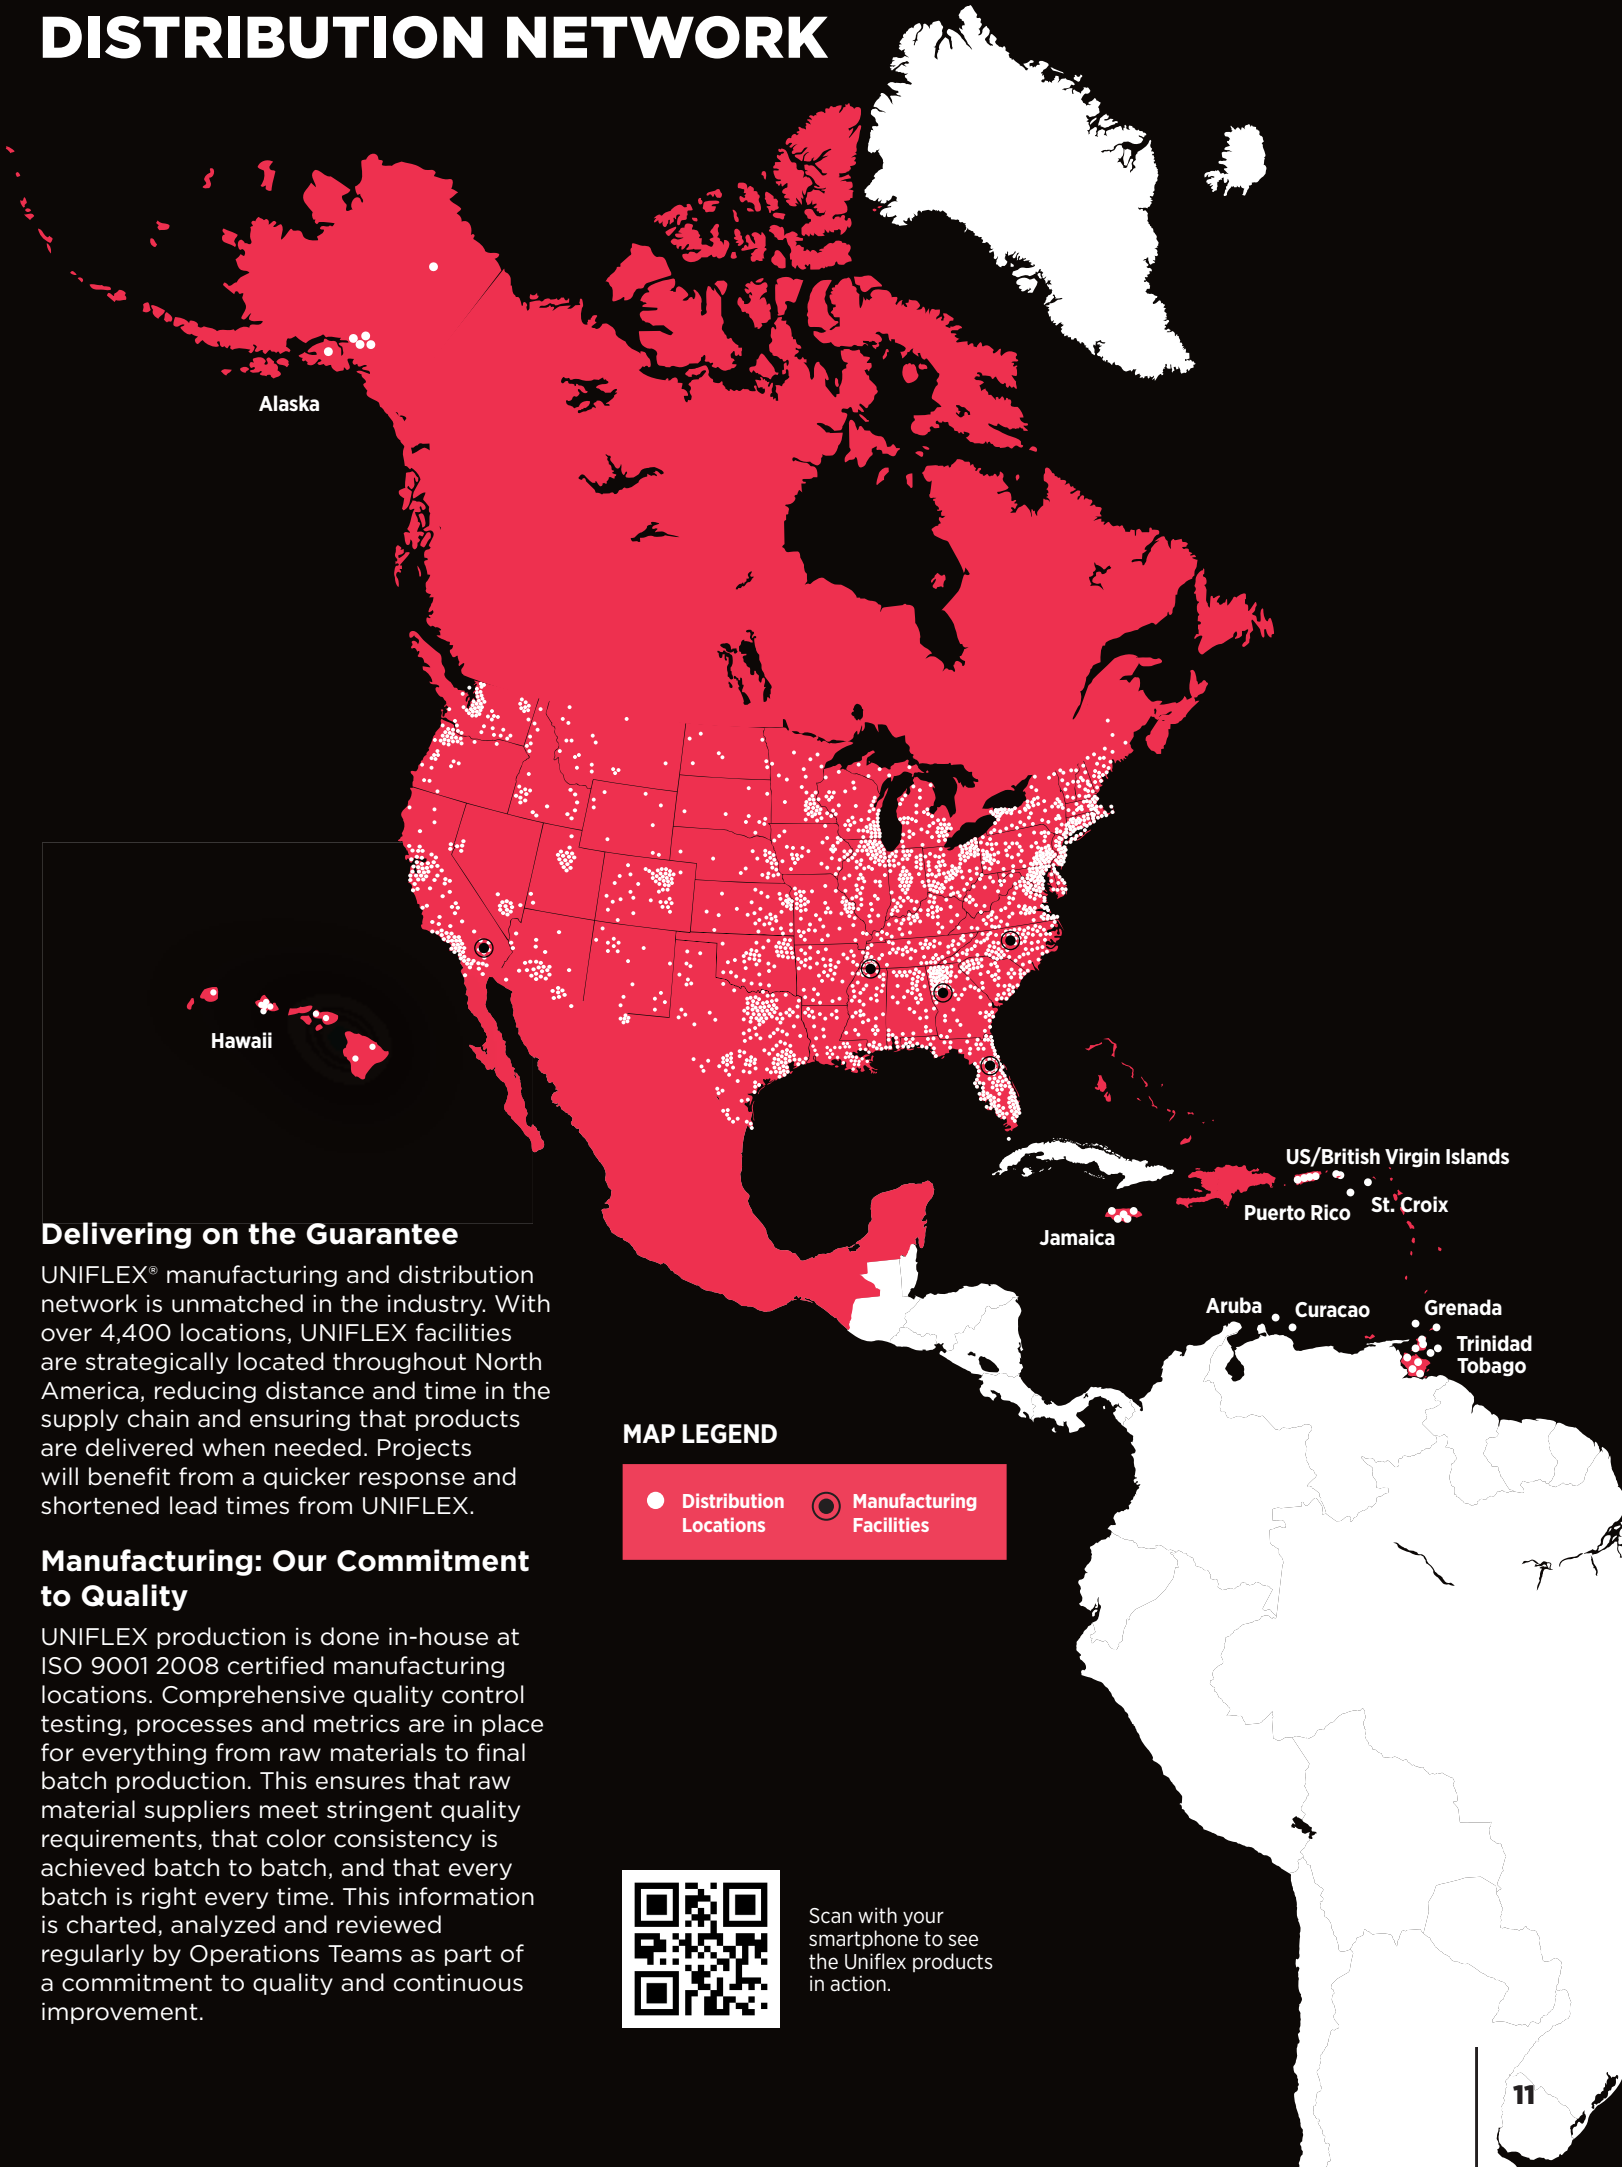 DISTRIBUTION NETWORK
Alaska
Hawaii
US/British Virgin Islands
Puerto Rico
St. Croix
Jamaica
Aruba
Curacao
Grenada
Trinidad
Tobago
Delivering on the Guarantee
UNIFLEX® manufacturing and distribution
network is unmatched in the industry. With
over 4,400 locations, UNIFLEX facilities
are strategically located throughout North
America, reducing distance and time in the
supply chain and ensuring that products
are delivered when needed. Projects
will benefit from a quicker response and
shortened lead times from UNIFLEX.
Manufacturing: Our Commitment
to Quality
UNIFLEX production is done in-house at
ISO 9001 2008 certified manufacturing
locations. Comprehensive quality control
testing, processes and metrics are in place
for everything from raw materials to final
batch production. This ensures that raw
material suppliers meet stringent quality
requirements, that color consistency is
achieved batch to batch, and that every
batch is right every time. This information
is charted, analyzed and reviewed
regularly by Operations Teams as part of
a commitment to quality and continuous
improvement.
MAP LEGEND
Distribution
Locations
Manufacturing
Facilities
Scan with your
smartphone to see
the Uniflex products
in action.
11